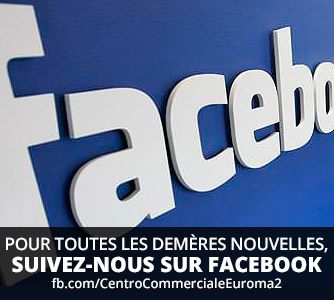 facebo
POUR TOUTES LES DEMÈRES NOUVELLES,
SUIVEZ-NOUS SUR FACEBOOK
fb.com/CentroCommercialeEuroma2